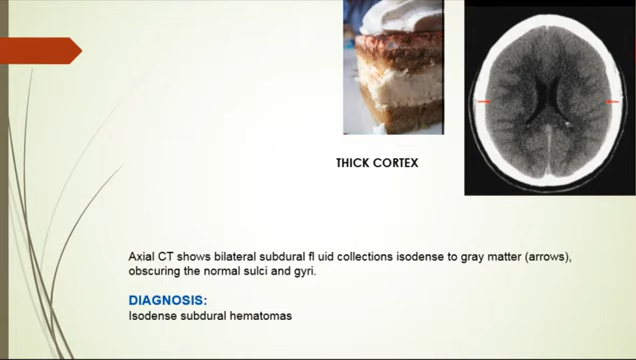 THICK CORTEX
Axial CT shows bilateral subdural fl uid collections isodense to gray matter (arrows),
obscuring the normal sulci and gyri.
DIAGNOSIS:
Isodense subdural hematomas